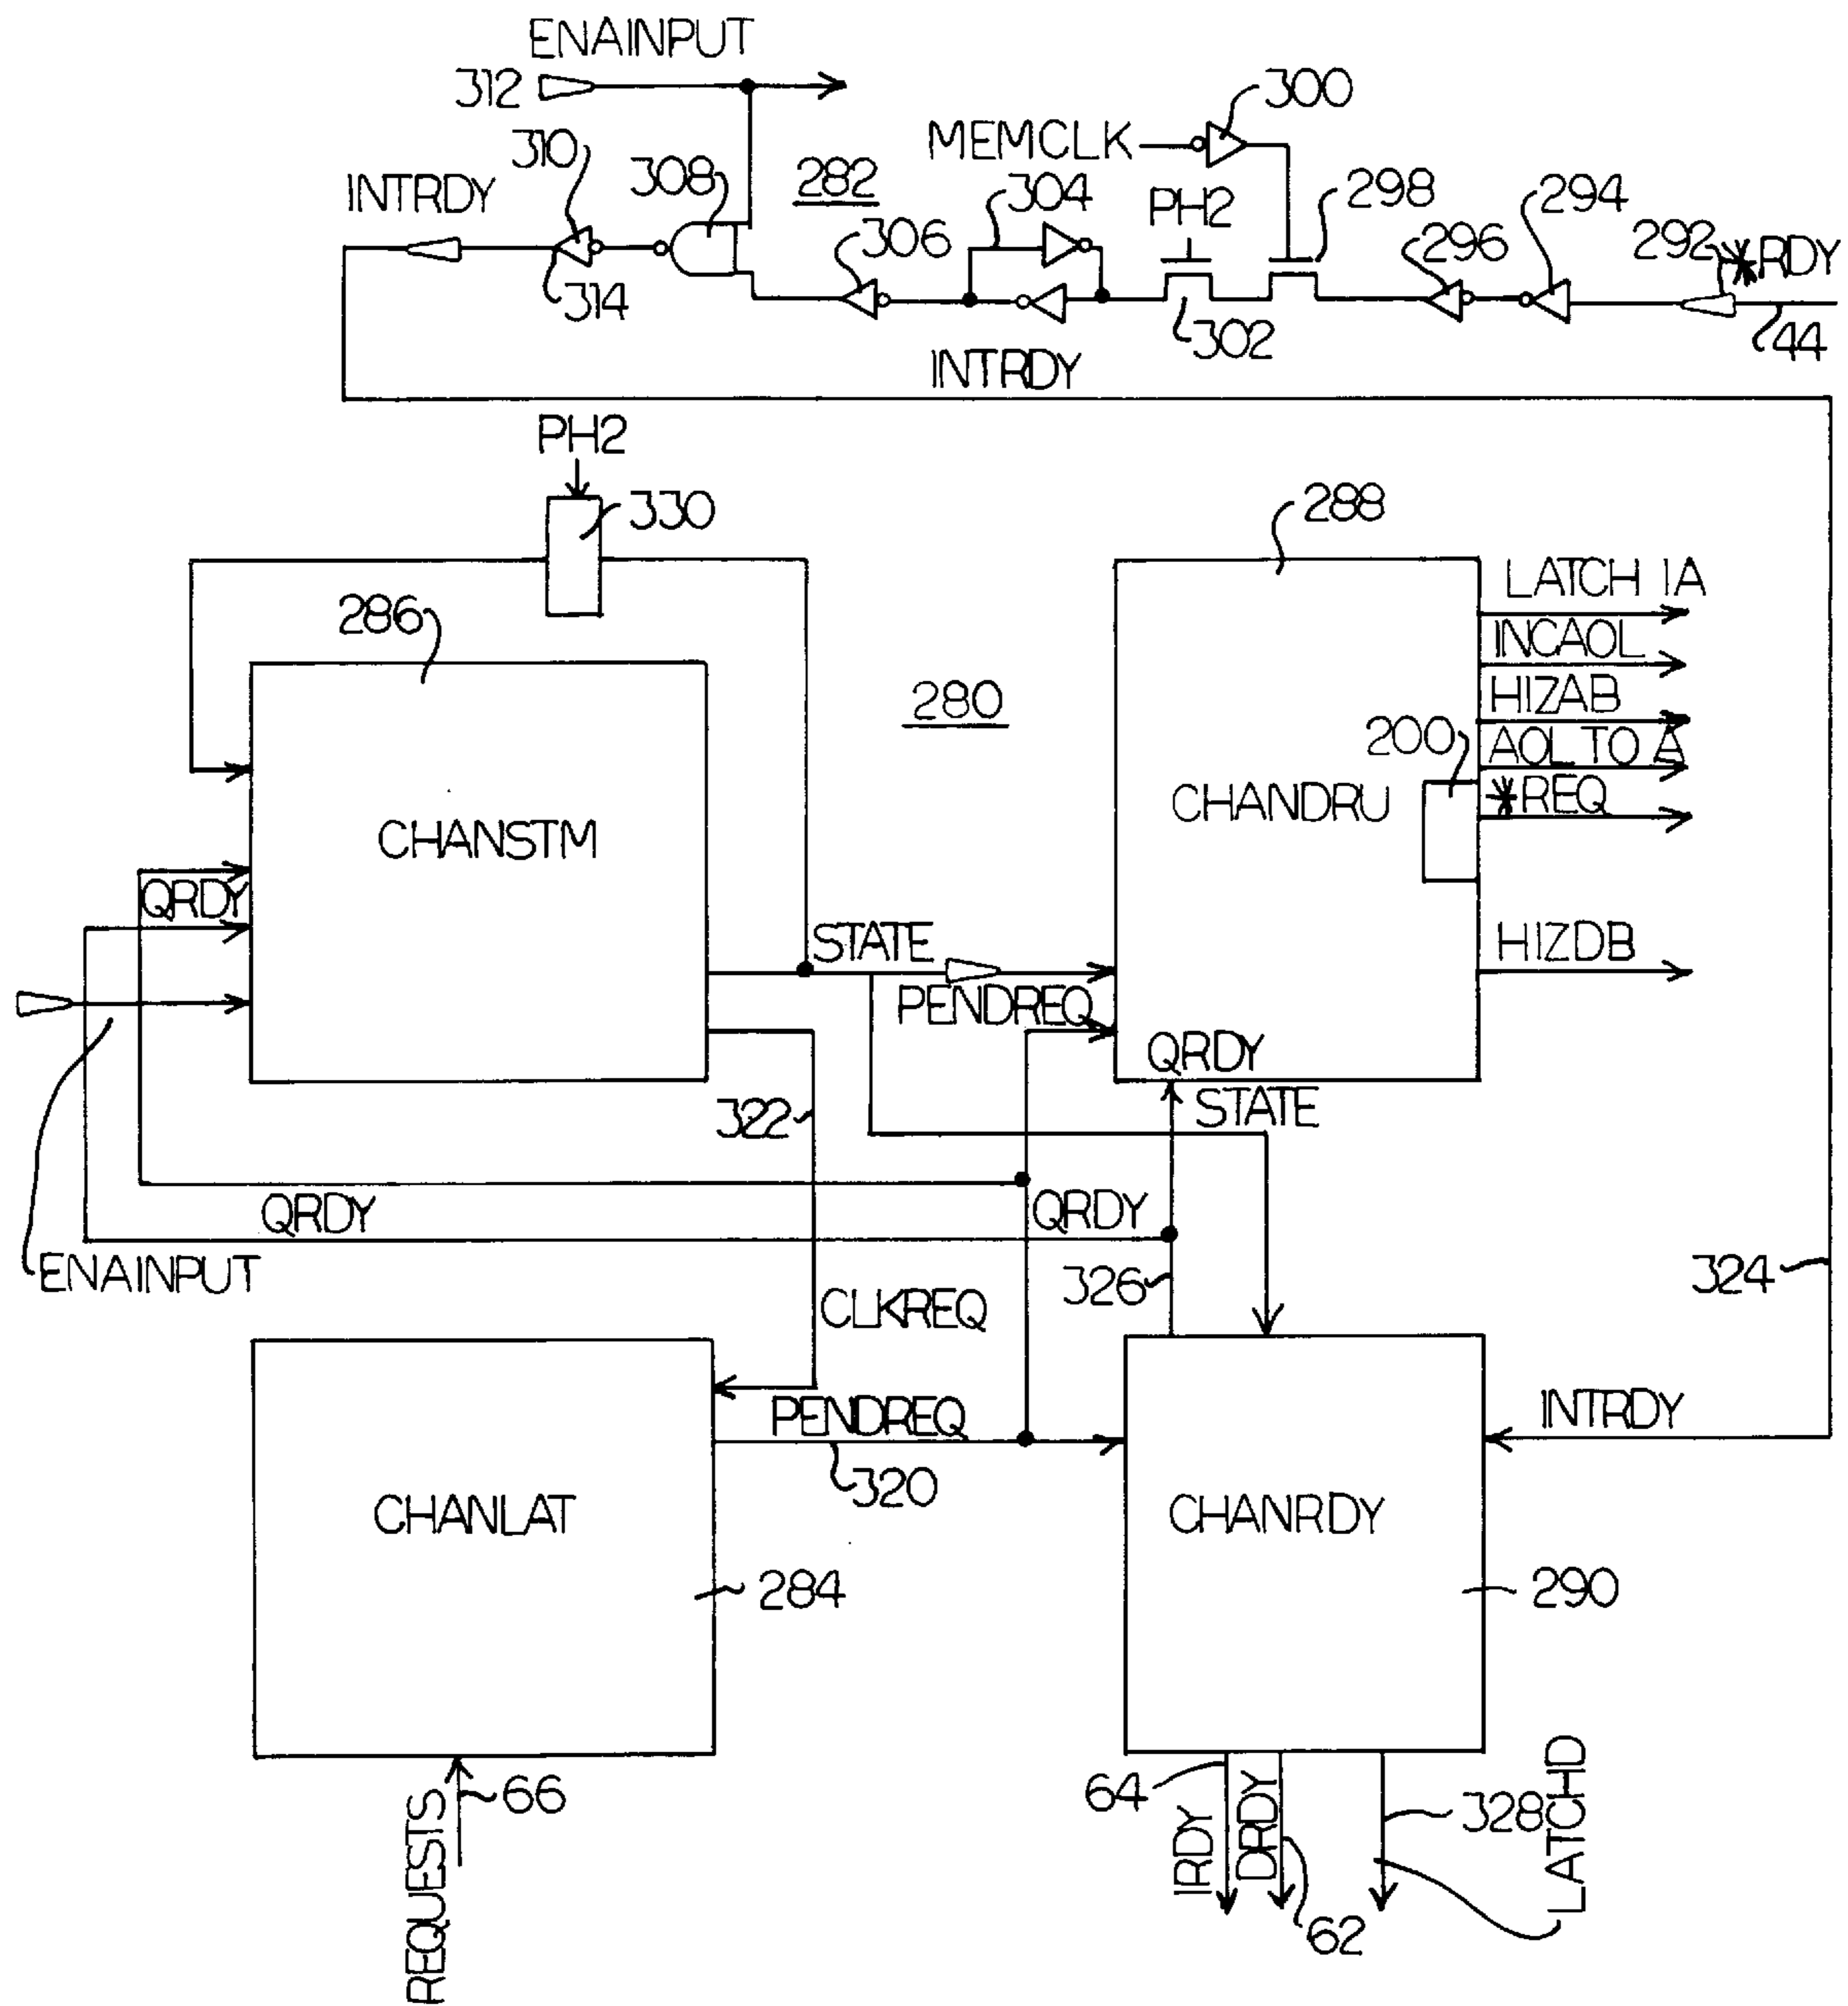 ENAINPUT
312
300
310
MEMCLK
308
282
304
PH2
298
294
INTRDY
306
296
292
*RDY
314
302
44
INTRDY
PH2
330
288
LATCH 1A
286
INCAOL
280
HIZAB
200
AOL TO A
CHANDRU
*REQ
CHANSTM
QRDY
STATE
HIZDB
PENDREQ
QRDY
322
STATE
QRDY
QRDY
ENAINPUT
326
324
CLKREQ
PENDREQ
INTRDY
320
CHANLAT
CHANRDY
284
290
66
64
328
REQUESTS
IRDY
DRDY
62
LATCHD